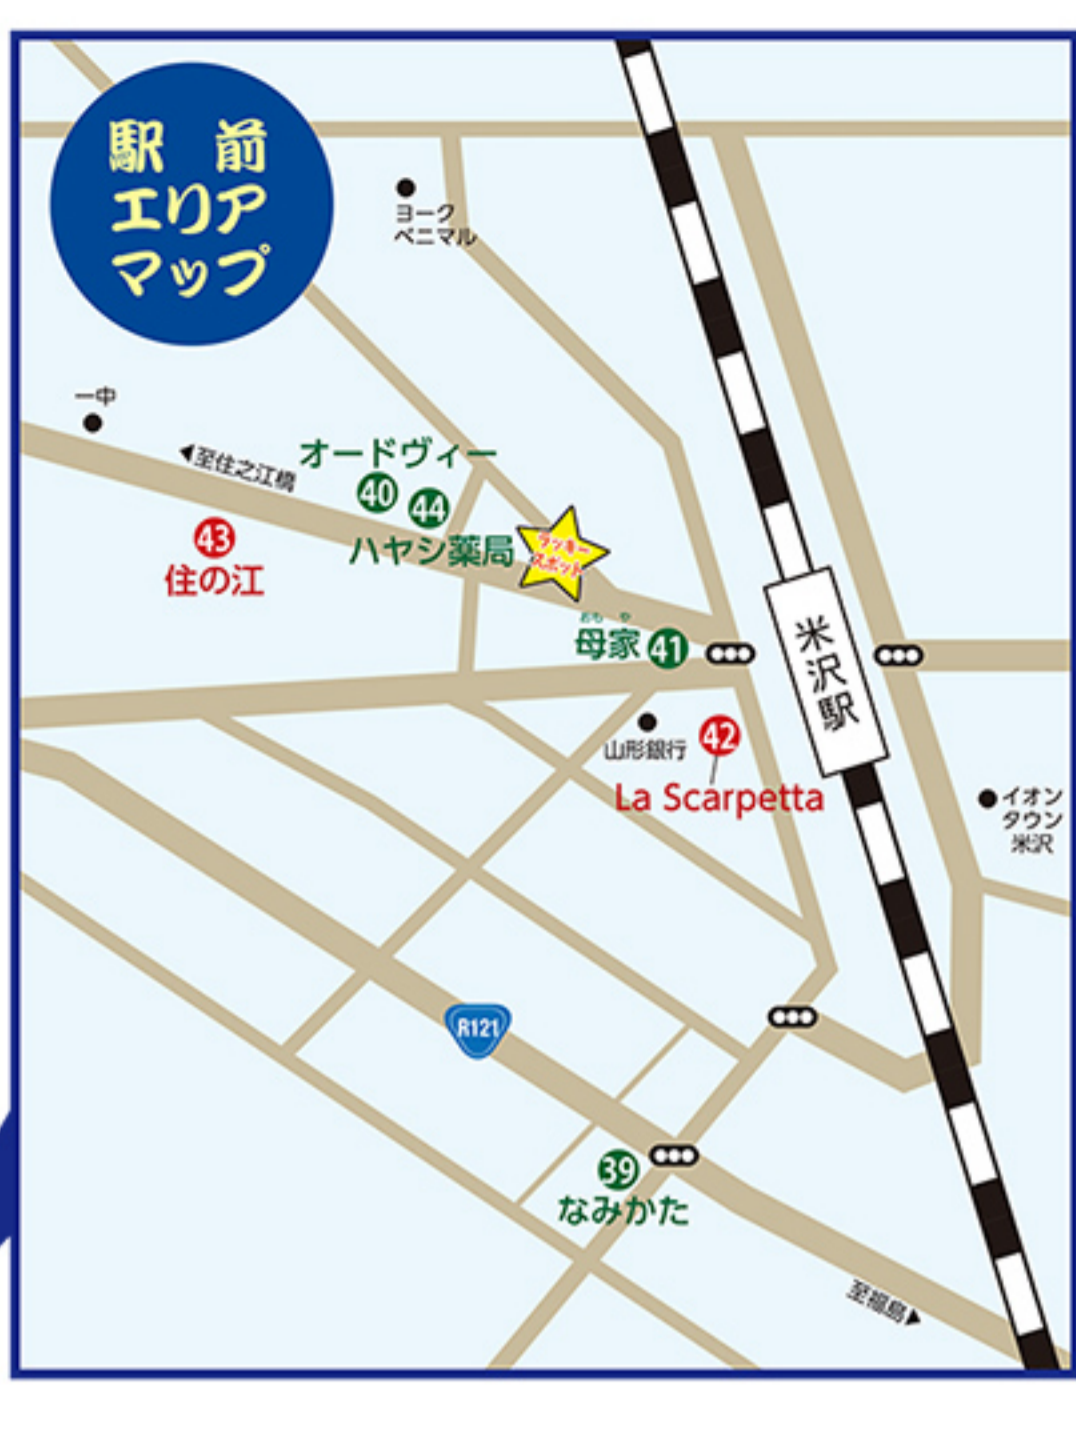 駅前
エリア
マップ
ヨーク
ベニマル
一中
◀至住之江橋
オードヴィー
40
44
ハヤシ薬局
43
住の江
ラッキー
スポット
おも や
母家 41
米沢駅
山形銀行
42
La Scarpetta
イオン
タウン
米沢
R121
39
なみかた
至福島▶